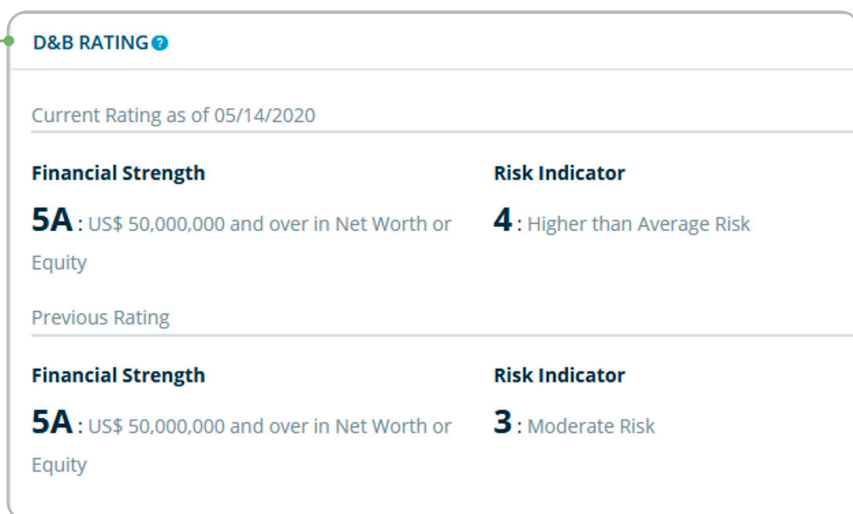 D&B RATING ?
Current Rating as of 05/14/2020
Financial Strength
5A : US$ 50,000,000 and over in Net Worth or
Equity
Risk Indicator
4 : Higher than Average Risk
Previous Rating
Financial Strength
5A : US$ 50,000,000 and over in Net Worth or
Equity
Risk Indicator
3 : Moderate Risk